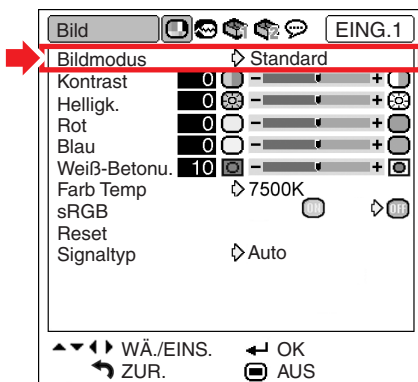 Bild EING.1
Bildmodus Standard
Kontrast 0 - +
Helligk. 0 - +
Rot 0 - +
Blau 0 - +
Weiß-Betonu. 10 - +
Farb Temp 7500K
sRGB ON OFF
Reset
Signaltyp Auto
WÄ./EINS. OK
ZUR. AUS